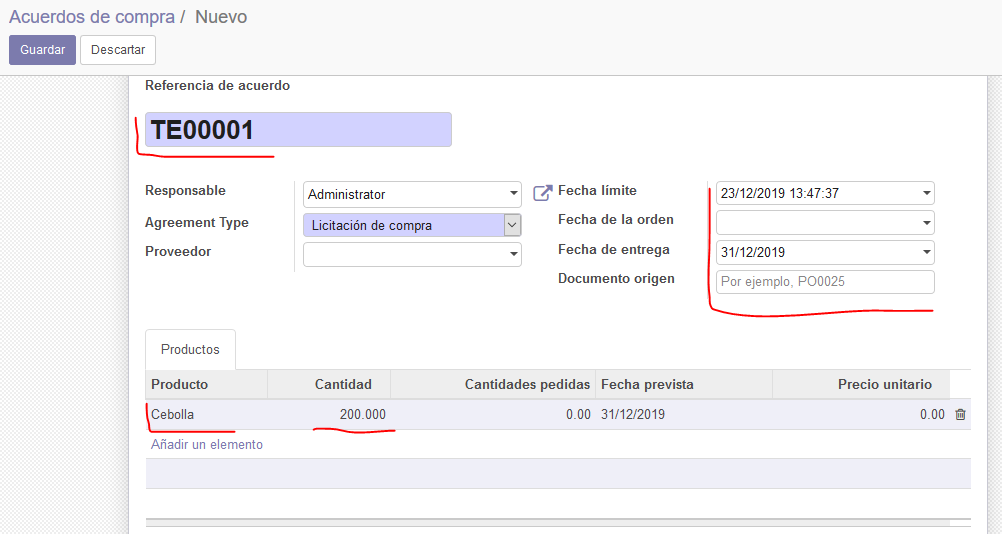 Acuerdos de compra / Nuevo
Guardar Descartar
Referencia de acuerdo
TE00001
Responsable Administrator Fecha límite 23/12/2019 13:47:37
Agreement Type Licitación de compra Fecha de la orden
Proveedor Fecha de entrega 31/12/2019
Documento origen Por ejemplo, PO0025
Productos
Producto Cantidad Cantidades pedidas Fecha prevista Precio unitario
Cebolla 200.000 0.00 31/12/2019 0.00
Añadir un elemento